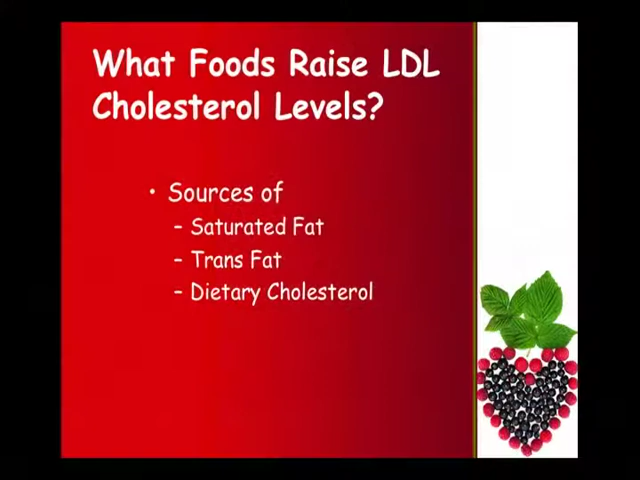 What Foods Raise LDL
Cholesterol Levels?
• Sources of
– Saturated Fat
– Trans Fat
– Dietary Cholesterol